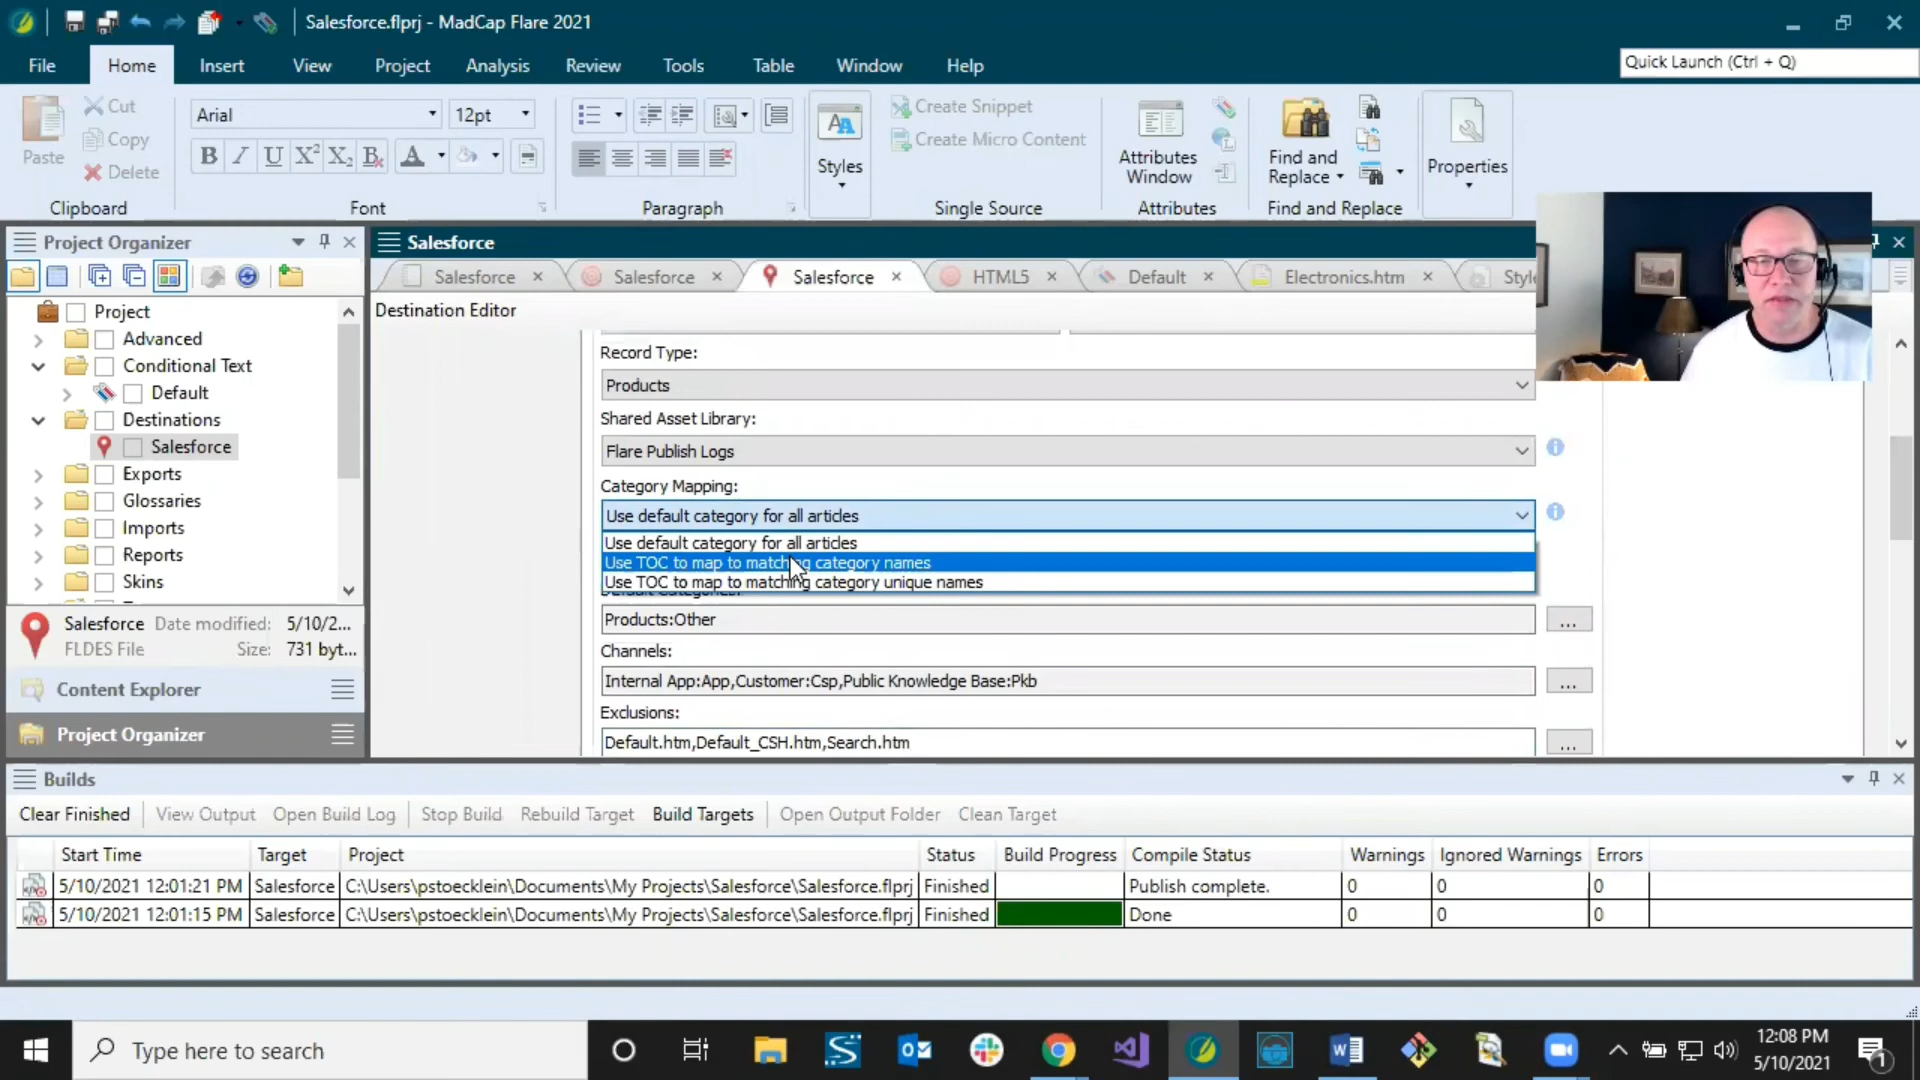 Salesforce.flprj - MadCap Flare 2021
File Home Insert View Project Analysis Review Tools Table Window Help
Quick Launch (Ctrl + Q)
Paste
Cut
Copy
Delete
Clipboard
Arial 12pt
B I U X² X₂ B
Font
Paragraph
Styles
Create Snippet
Create Micro Content
Single Source
Attributes
Window
Attributes
Find and
Replace
Find and Replace
Properties
Project Organizer
Project
Advanced
Conditional Text
Default
Destinations
Salesforce
Exports
Glossaries
Imports
Reports
Skins
Salesforce Date modified: 5/10/2...
FLDES File Size: 731 byt...
Content Explorer
Project Organizer
Salesforce
Salesforce Salesforce Salesforce HTML5 Default Electronics.htm Style
Destination Editor
Record Type:
Products
Shared Asset Library:
Flare Publish Logs
Category Mapping:
Use default category for all articles
Use default category for all articles
Use TOC to map to matching category names
Use TOC to map to matching category unique names
Products:Other
...
Channels:
Internal App:App,Customer:Csp,Public Knowledge Base:Pkb
...
Exclusions:
Default.htm,Default_CSH.htm,Search.htm
...
Builds
Clear Finished View Output Open Build Log Stop Build Rebuild Target Build Targets Open Output Folder Clean Target
Start Time Target Project Status Build Progress Compile Status Warnings Ignored Warnings Errors
5/10/2021 12:01:21 PM Salesforce C:\Users\pstoecklein\Documents\My Projects\Salesforce\Salesforce.flprj Finished Publish complete. 0 0 0
5/10/2021 12:01:15 PM Salesforce C:\Users\pstoecklein\Documents\My Projects\Salesforce\Salesforce.flprj Finished Done 0 0 0
Type here to search
12:08 PM
5/10/2021
1